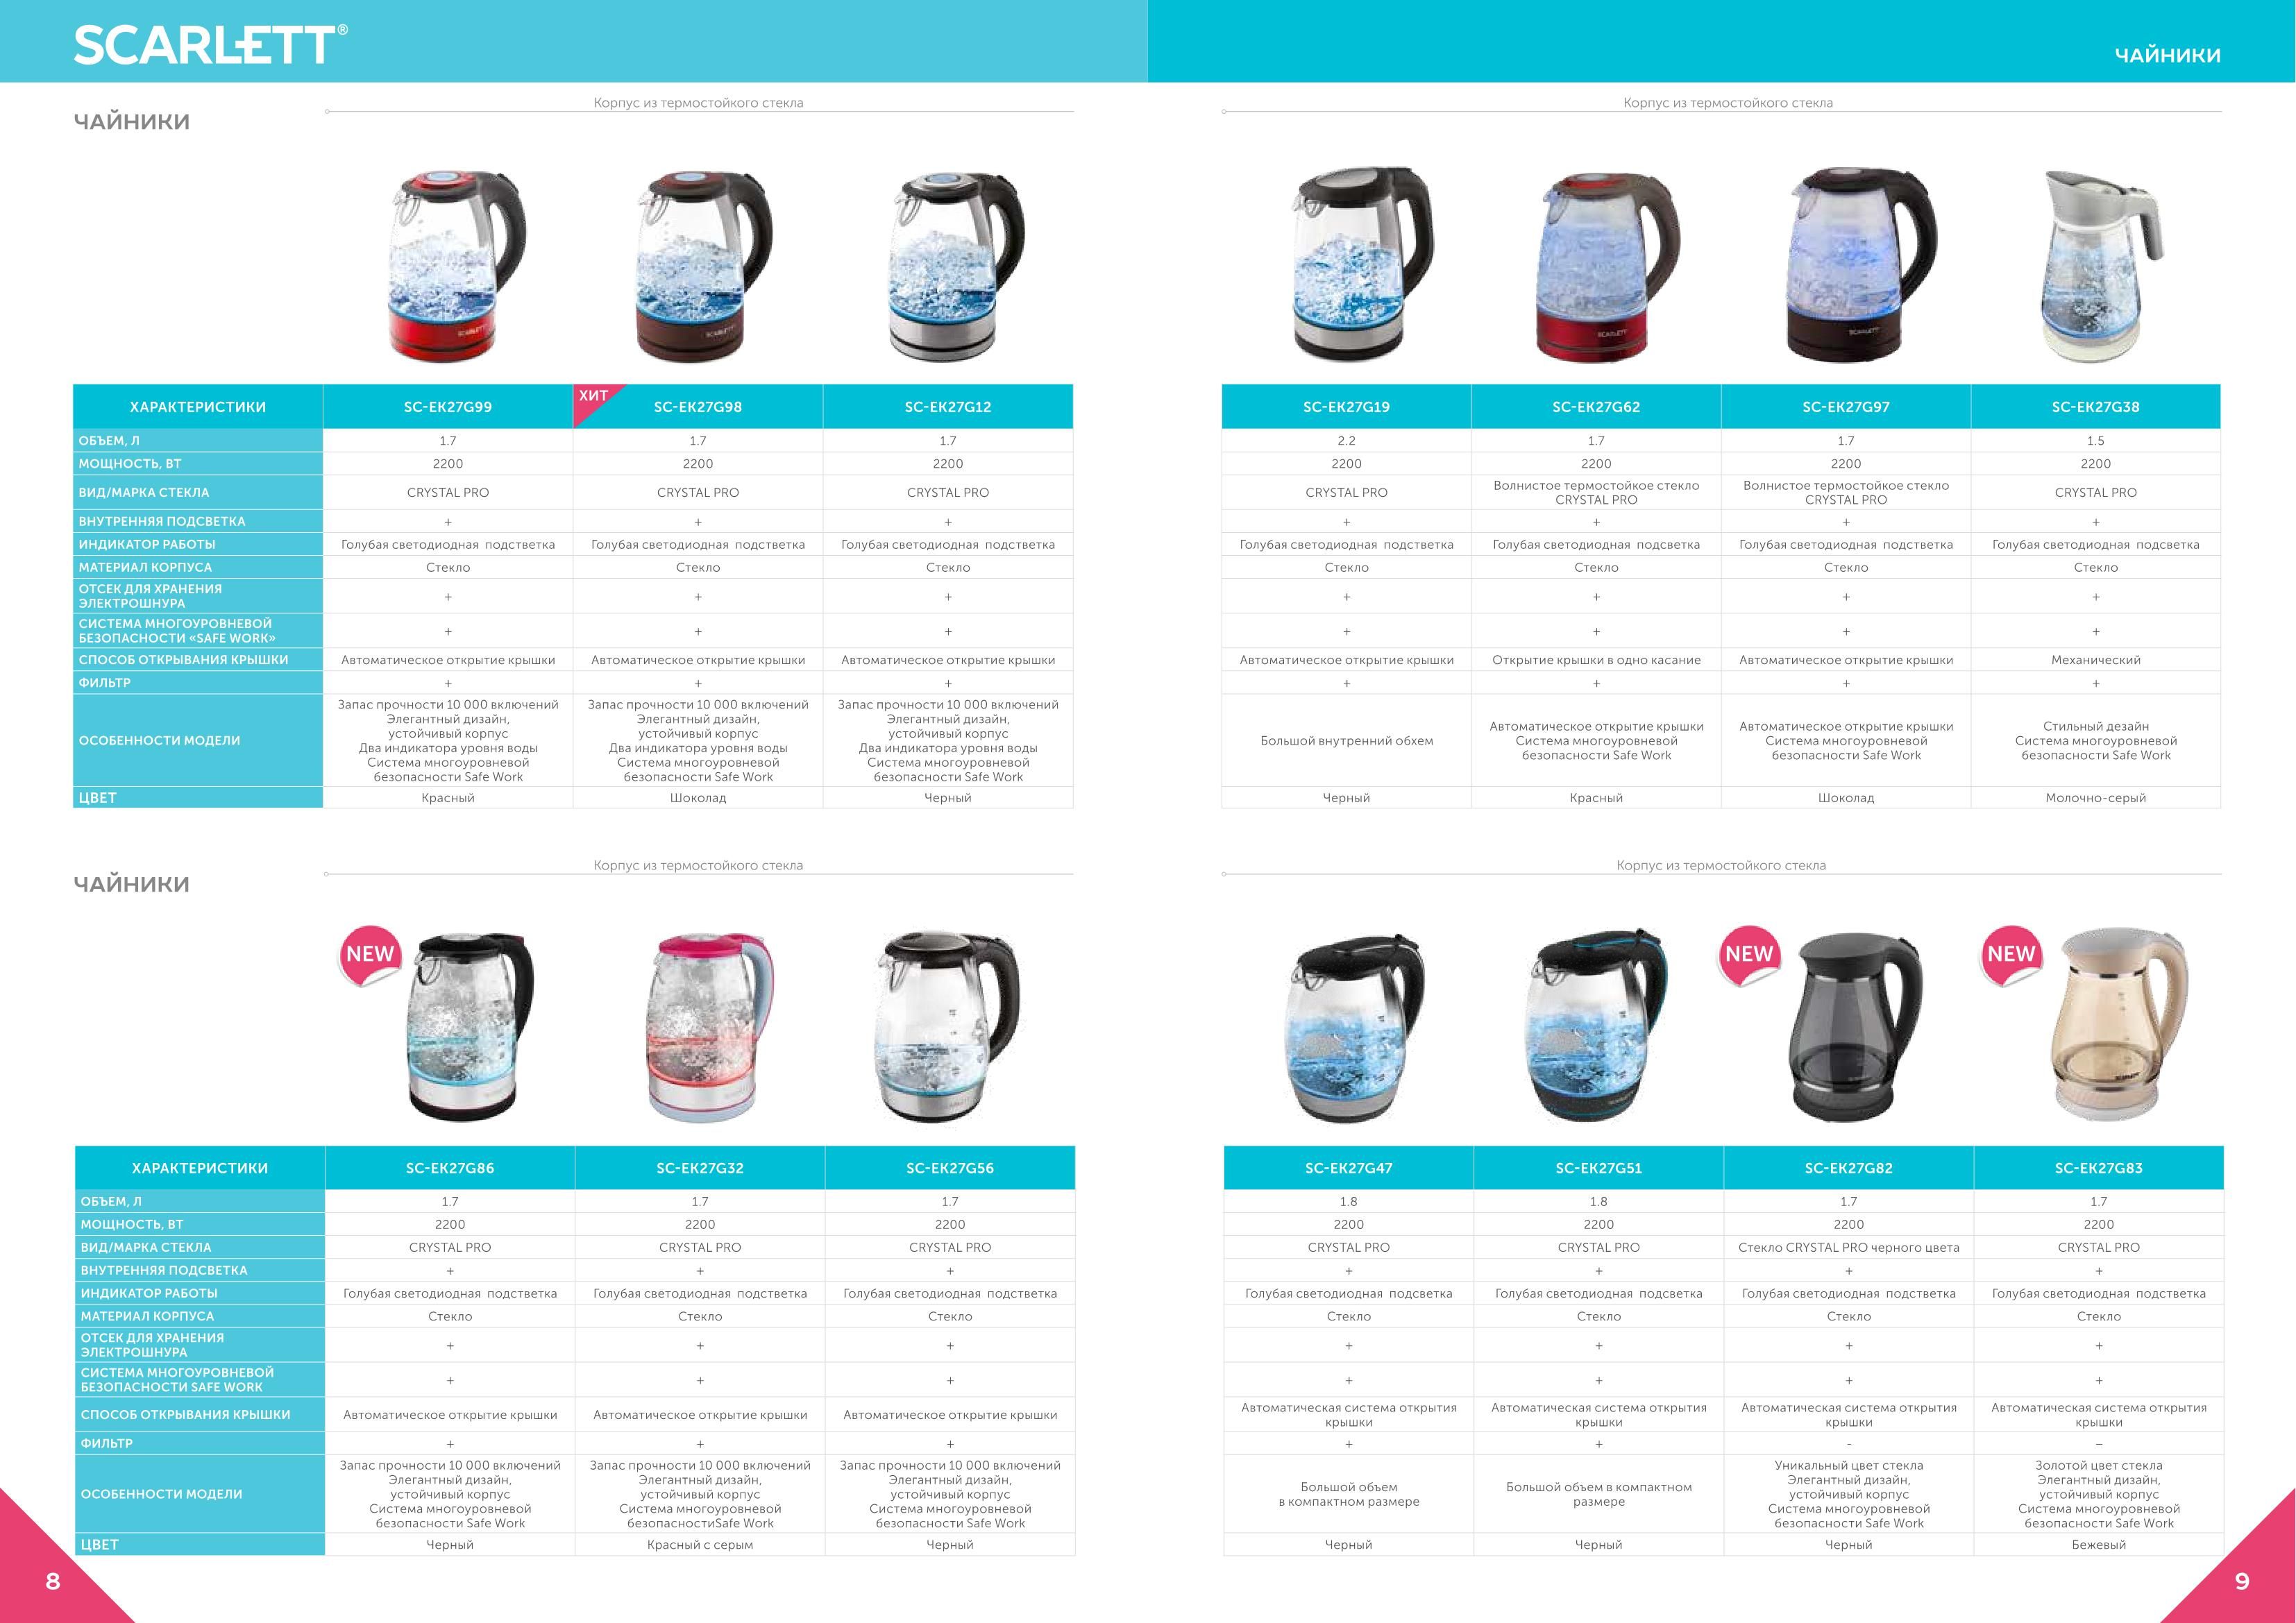 SCARLETT®
ЧАЙНИКИ
ЧАЙНИКИ
Корпус из термостойкого стекла
SCARLETT
SCARLETT
ХАРАКТЕРИСТИКИ SC-EK27G99 ХИТ SC-EK27G98 SC-EK27G12
ОБЪЕМ, Л 1.7 1.7 1.7
МОЩНОСТЬ, ВТ 2200 2200 2200
ВИД/МАРКА СТЕКЛА CRYSTAL PRO CRYSTAL PRO CRYSTAL PRO
ВНУТРЕННЯЯ ПОДСВЕТКА + + +
ИНДИКАТОР РАБОТЫ Голубая светодиодная подстветка Голубая светодиодная подстветка Голубая светодиодная подстветка
МАТЕРИАЛ КОРПУСА Стекло Стекло Стекло
ОТСЕК ДЛЯ ХРАНЕНИЯ
ЭЛЕКТРОШНУРА + + +
СИСТЕМА МНОГОУРОВНЕВОЙ
БЕЗОПАСНОСТИ «SAFE WORK» + + +
СПОСОБ ОТКРЫВАНИЯ КРЫШКИ Автоматическое открытие крышки Автоматическое открытие крышки Автоматическое открытие крышки
ФИЛЬТР + + +
ОСОБЕННОСТИ МОДЕЛИ
Запас прочности 10 000 включений Запас прочности 10 000 включений Запас прочности 10 000 включений
Элегантный дизайн, Элегантный дизайн, Элегантный дизайн,
устойчивый корпус устойчивый корпус устойчивый корпус
Два индикатора уровня воды Два индикатора уровня воды Два индикатора уровня воды
Система многоуровневой Система многоуровневой Система многоуровневой
безопасности Safe Work безопасности Safe Work безопасности Safe Work
ЦВЕТ Красный Шоколад Черный
Корпус из термостойкого стекла
SCARLETT
SCARLETT
SC-EK27G19 SC-EK27G62 SC-EK27G97 SC-EK27G38
2.2 1.7 1.7 1.5
2200 2200 2200 2200
CRYSTAL PRO Волнистое термостойкое стекло Волнистое термостойкое стекло CRYSTAL PRO
CRYSTAL PRO CRYSTAL PRO
+ + + +
Голубая светодиодная подстветка Голубая светодиодная подсветка Голубая светодиодная подстветка Голубая светодиодная подсветка
Стекло Стекло Стекло Стекло
+ + + +
+ + + +
Автоматическое открытие крышки Открытие крышки в одно касание Автоматическое открытие крышки Механический
+ + + +
Автоматическое открытие крышки Автоматическое открытие крышки Стильный дизайн
Большой внутренний обхем Система многоуровневой Система многоуровневой Система многоуровневой
безопасности Safe Work безопасности Safe Work безопасности Safe Work
Черный Красный Шоколад Молочно-серый
ЧАЙНИКИ
Корпус из термостойкого стекла
NEW
ХАРАКТЕРИСТИКИ SC-EK27G86 SC-EK27G32 SC-EK27G56
ОБЪЕМ, Л 1.7 1.7 1.7
МОЩНОСТЬ, ВТ 2200 2200 2200
ВИД/МАРКА СТЕКЛА CRYSTAL PRO CRYSTAL PRO CRYSTAL PRO
ВНУТРЕННЯЯ ПОДСВЕТКА + + +
ИНДИКАТОР РАБОТЫ Голубая светодиодная подстветка Голубая светодиодная подстветка Голубая светодиодная подстветка
МАТЕРИАЛ КОРПУСА Стекло Стекло Стекло
ОТСЕК ДЛЯ ХРАНЕНИЯ
ЭЛЕКТРОШНУРА + + +
СИСТЕМА МНОГОУРОВНЕВОЙ
БЕЗОПАСНОСТИ SAFE WORK + + +
СПОСОБ ОТКРЫВАНИЯ КРЫШКИ Автоматическое открытие крышки Автоматическое открытие крышки Автоматическое открытие крышки
ФИЛЬТР + + +
ОСОБЕННОСТИ МОДЕЛИ
Запас прочности 10 000 включений Запас прочности 10 000 включений Запас прочности 10 000 включений
Элегантный дизайн, Элегантный дизайн, Элегантный дизайн,
устойчивый корпус устойчивый корпус устойчивый корпус
Система многоуровневой Система многоуровневой Система многоуровневой
безопасности Safe Work безопасностиSafe Work безопасности Safe Work
ЦВЕТ Черный Красный с серым Черный
8
Корпус из термостойкого стекла
NEW NEW
SCARLETT
SCARLETT
SC-EK27G47 SC-EK27G51 SC-EK27G82 SC-EK27G83
1.8 1.8 1.7 1.7
2200 2200 2200 2200
CRYSTAL PRO CRYSTAL PRO Стекло CRYSTAL PRO черного цвета CRYSTAL PRO
+ + + +
Голубая светодиодная подсветка Голубая светодиодная подсветка Голубая светодиодная подстветка Голубая светодиодная подстветка
Стекло Стекло Стекло Стекло
+ + + +
+ + + +
Автоматическая система открытия Автоматическая система открытия Автоматическая система открытия Автоматическая система открытия
крышки крышки крышки крышки
+ + - –
Уникальный цвет стекла Золотой цвет стекла
Большой объем Большой объем в компактном Элегантный дизайн, Элегантный дизайн,
в компактном размере размере устойчивый корпус устойчивый корпус
Система многоуровневой Система многоуровневой
безопасности Safe Work безопасности Safe Work
Черный Черный Черный Бежевый
9